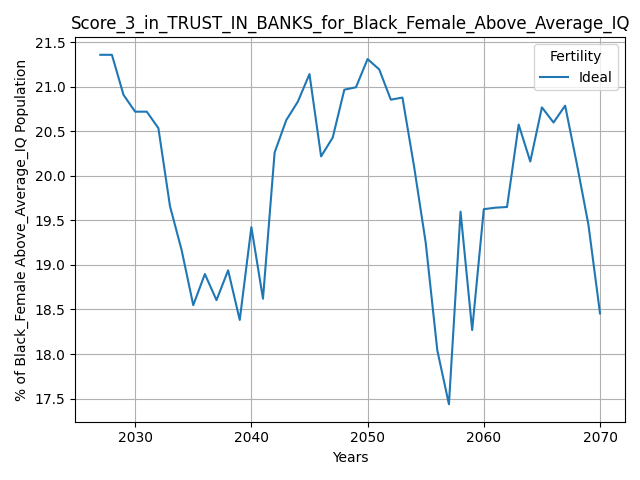 Score_3_in_TRUST_IN_BANKS_for_Black_Female_Above_Average_IQ
% of Black_Female Above_Average_IQ Population
21.5
21.0
20.5
20.0
19.5
19.0
18.5
18.0
17.5
Fertility
Ideal
2030 2040 2050 2060 2070
Years